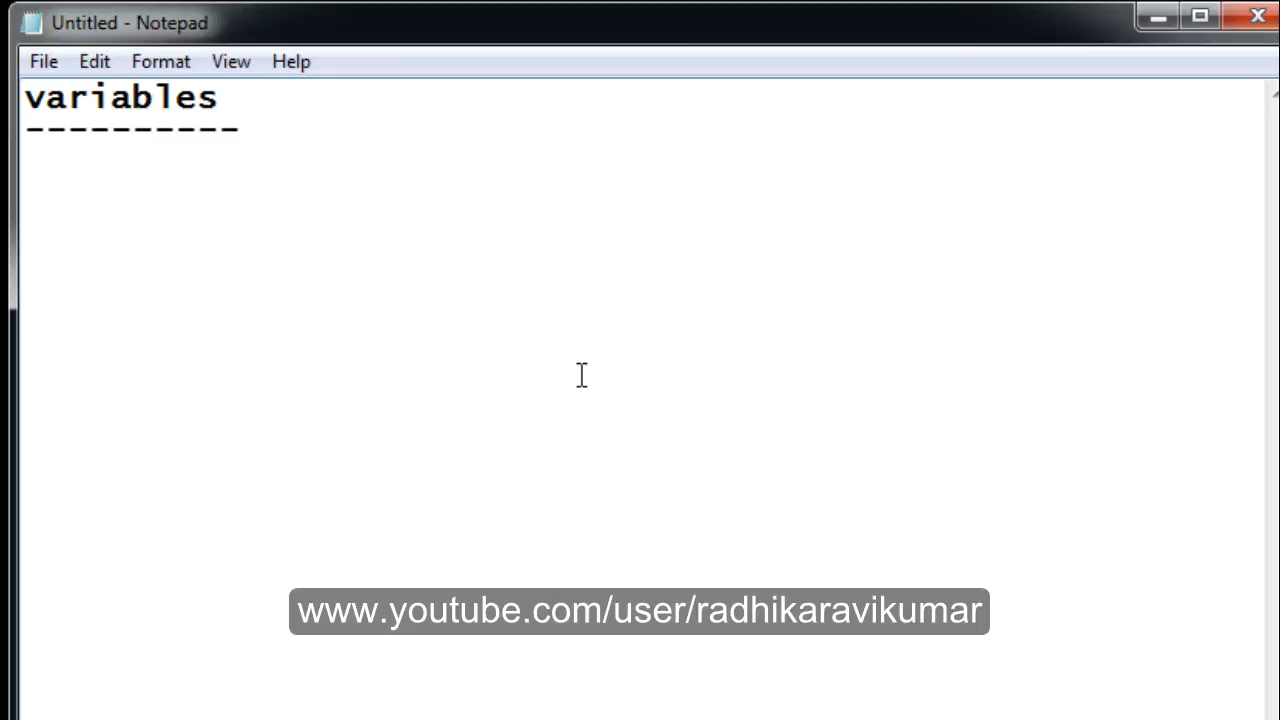 Untitled - Notepad
File Edit Format View Help
variables
----------
www.youtube.com/user/radhikaravikumar